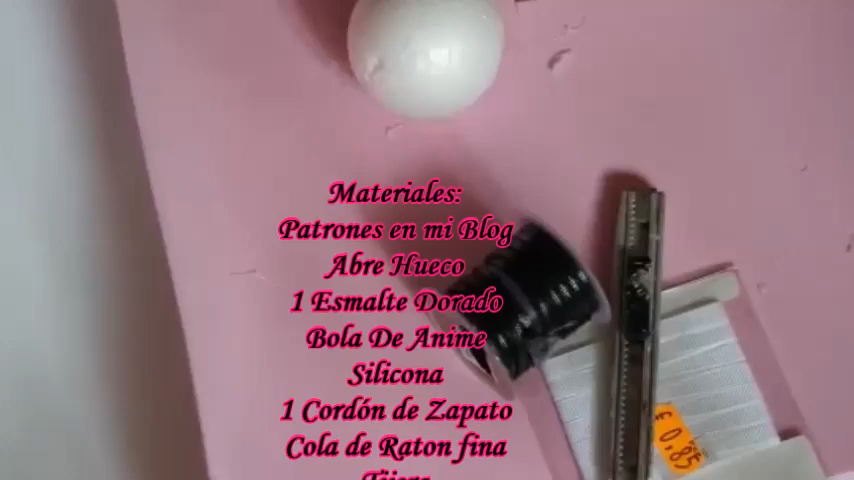 Materiales:
Patrones en mi Blog
Abre Hueco
1 Esmalte Dorado
Bola De Anime
Silicona
1 Cordón de Zapato
Cola de Raton fina
€ 0,85